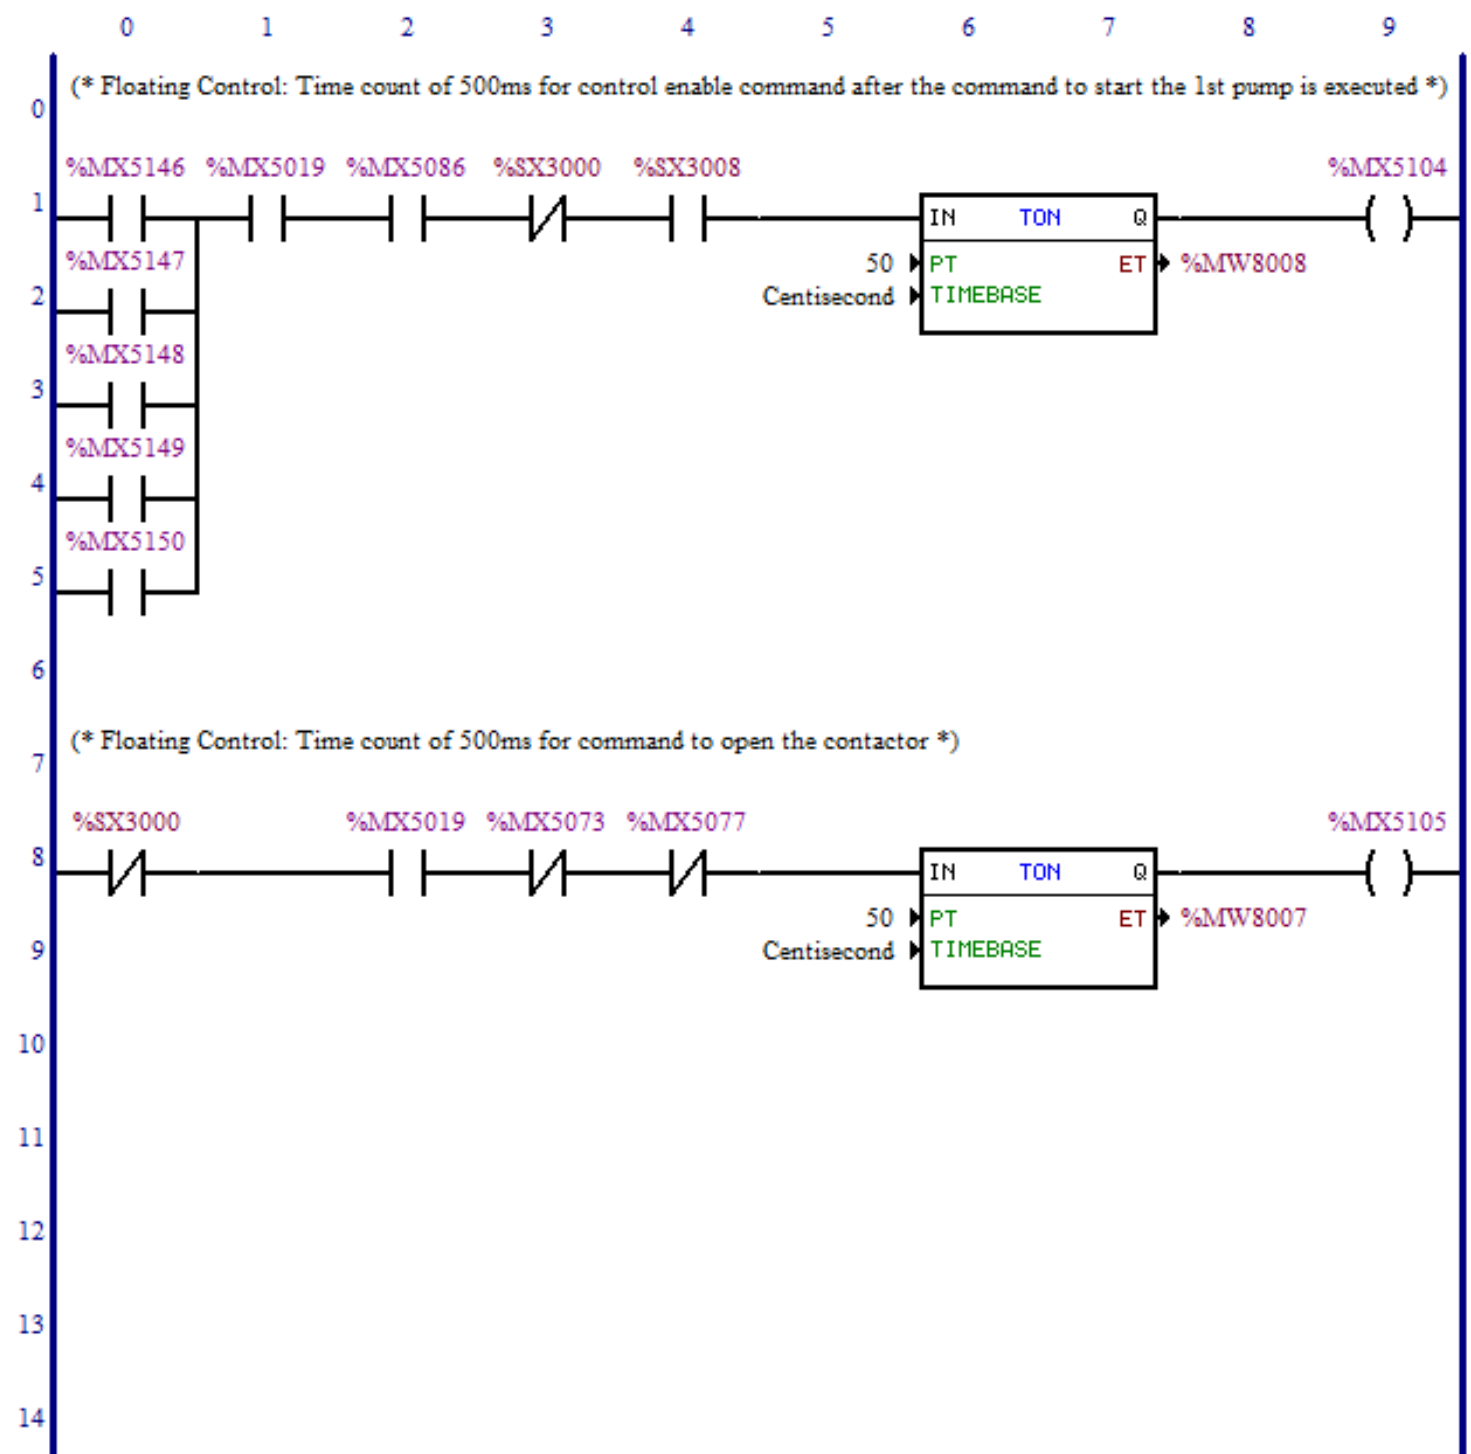 0 1 2 3 4 5 6 7 8 9
(* Floating Control: Time count of 500ms for control enable command after the command to start the 1st pump is executed *)
0
%MX5146 %MX5019 %MX5086 %SX3000 %SX3008 %MX5104
1 IN TON Q
%MX5147 50 PT ET %MW8008
2 Centisecond TIMEBASE
%MX5148
3
%MX5149
4
%MX5150
5
6
(* Floating Control: Time count of 500ms for command to open the contactor *)
7
%SX3000 %MX5019 %MX5073 %MX5077 %MX5105
8 IN TON Q
50 PT ET %MW8007
9 Centisecond TIMEBASE
10
11
12
13
14